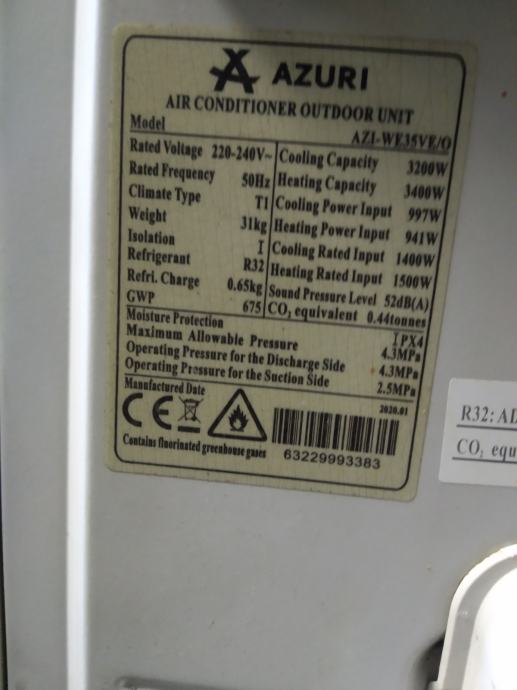 AZURI
AIR CONDITIONER OUTDOOR UNIT
Model AZI-WE35VE/O
Rated Voltage 220-240V~
Rated Frequency 50Hz
Climate Type T1
Weight 31kg
Isolation I
Refrigerant R32
Refri. Charge 0.65kg
GWP 675
Cooling Capacity 3200W
Heating Capacity 3400W
Cooling Power Input 997W
Heating Power Input 941W
Cooling Rated Input 1400W
Heating Rated Input 1500W
Sound Pressure Level 52dB(A)
CO₂ equivalent 0.44tonnes
Moisture Protection IPX4
Maximum Allowable Pressure 4.3MPa
Operating Pressure for the Discharge Side 4.3MPa
Operating Pressure for the Suction Side 2.5MPa
Manufactured Date 2020.01
CE
Contains fluorinated greenhouse gases
63229993383
R32:
CO₂